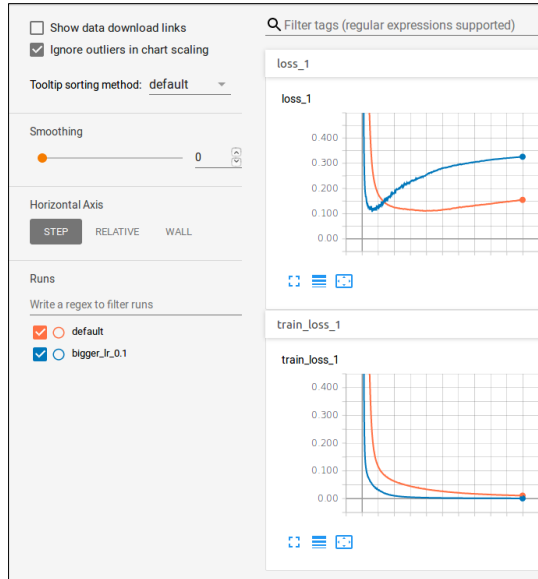 Show data download links
Ignore outliers in chart scaling
Tooltip sorting method: default
Smoothing
0
Horizontal Axis
STEP RELATIVE WALL
Runs
Write a regex to filter runs
default
bigger_lr_0.1
Filter tags (regular expressions supported)
loss_1
loss_1
0.400
0.300
0.200
0.100
0.00
train_loss_1
train_loss_1
0.400
0.300
0.200
0.100
0.00